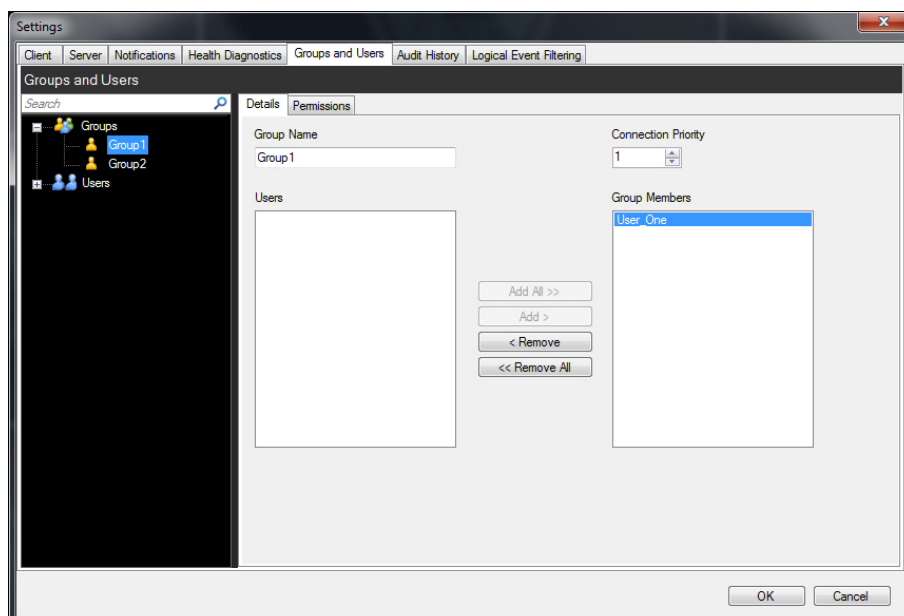 Settings
x
Client Server Notifications Health Diagnostics Groups and Users Audit History Logical Event Filtering
Groups and Users
Search
Details Permissions
Groups
Group1
Group2
Users
Group Name
Group1
Connection Priority
1
Users
Group Members
User_One
Add All >>
Add >
< Remove
<< Remove All
OK Cancel